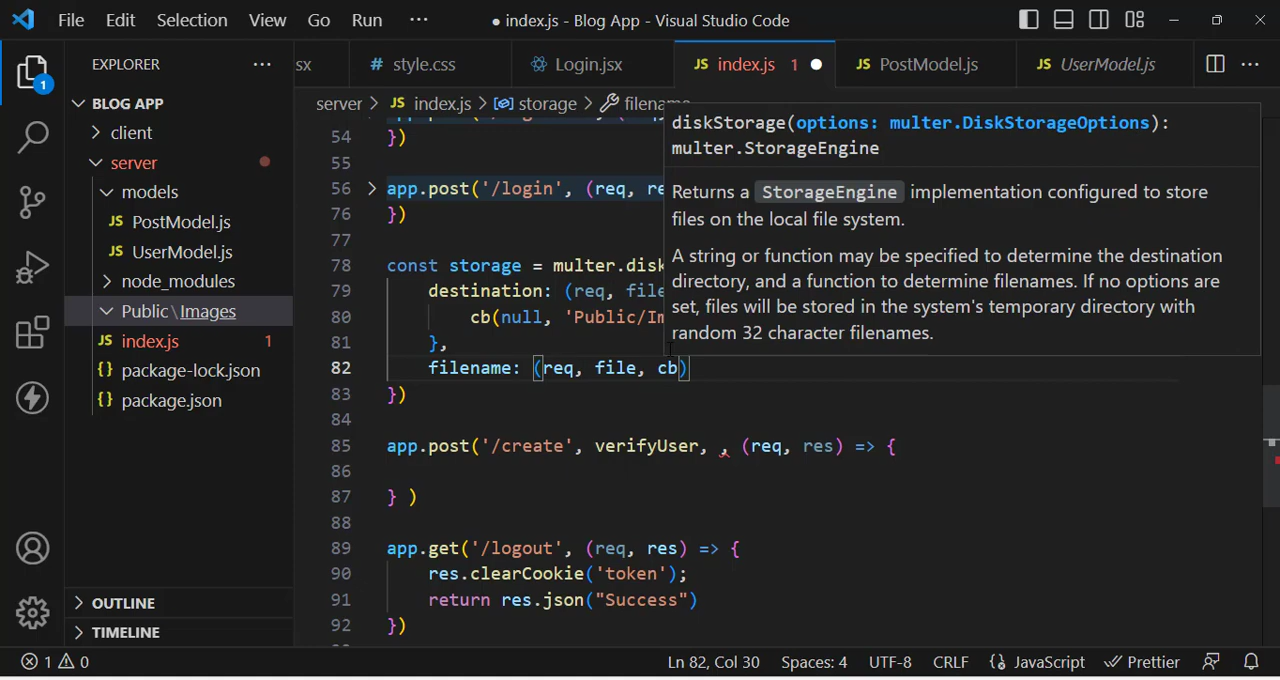 File Edit Selection View Go Run ··· ● index.js - Blog App - Visual Studio Code
EXPLORER ···
sx # style.css Login.jsx JS index.js 1 ● JS PostModel.js JS UserModel.js ···
1
server > JS index.js > storage > filename
BLOG APP
client
server
models
JS PostModel.js
JS UserModel.js
node_modules
Public\Images
JS index.js 1
{} package-lock.json
{} package.json
OUTLINE
TIMELINE
54 })
55
56 app.post('/login', (req, re
76 })
77
78 const storage = multer.disk
79 destination: (req, file
80 cb(null, 'Public/Im
81 },
82 filename: (req, file, cb)
83 })
84
85 app.post('/create', verifyUser, , (req, res) => {
86
87 } )
88
89 app.get('/logout', (req, res) => {
90 res.clearCookie('token');
91 return res.json("Success")
92 })
diskStorage(options: multer.DiskStorageOptions):
multer.StorageEngine
Returns a StorageEngine implementation configured to store
files on the local file system.
A string or function may be specified to determine the destination
directory, and a function to determine filenames. If no options are
set, files will be stored in the system's temporary directory with
random 32 character filenames.
1 0 Ln 82, Col 30 Spaces: 4 UTF-8 CRLF {} JavaScript Prettier